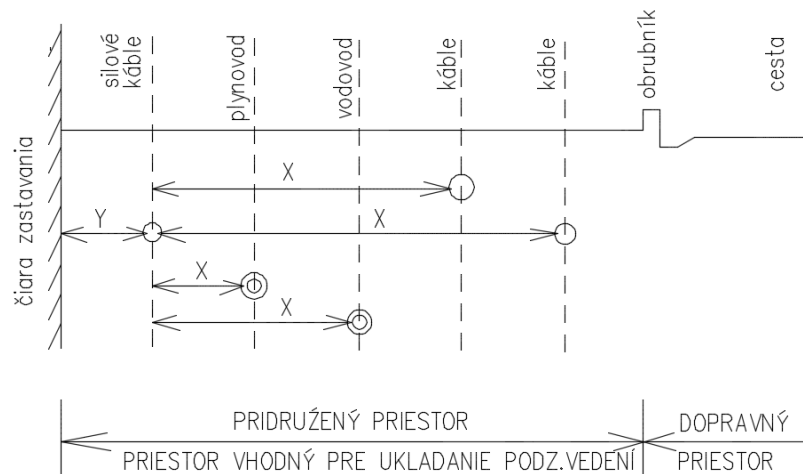 čiara zastavania
silové
káble
plynovod
vodovod
káble
káble
obrubník
cesta
X
Y
X
X
X
PRIDRUŽENÝ PRIESTOR
DOPRAVNÝ
PRIESTOR VHODNÝ PRE UKLADANIE PODZ.VEDENÍ
PRIESTOR